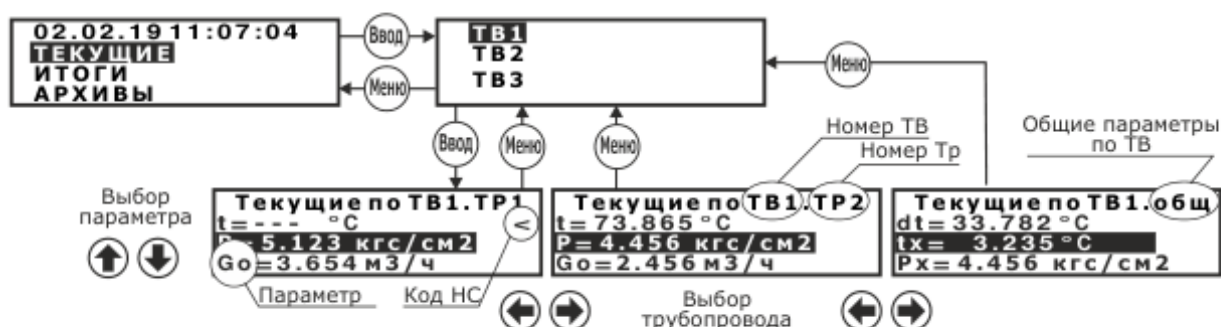 02.02.19 11:07:04
ТЕКУЩИЕ
ИТОГИ
АРХИВЫ
Ввод
Меню
ТВ1
ТВ2
ТВ3
Меню
Ввод
Меню
Меню
Номер ТВ
Номер Тр
Общие параметры
по ТВ
Выбор
параметра
Текущие по ТВ1.ТР1
t=--- °C <
=5.123 кгс/см2
Go=3.654 м3/ч
Параметр
Код НС
Текущие по ТВ1.ТР2
t=73.865°C
P=4.456 кгс/см2
Go=2.456 м3/ч
Текущие по ТВ1.общ
dt=33.782°C
tx= 3.235°C
Px=4.456 кгс/см2
Выбор
трубопровода